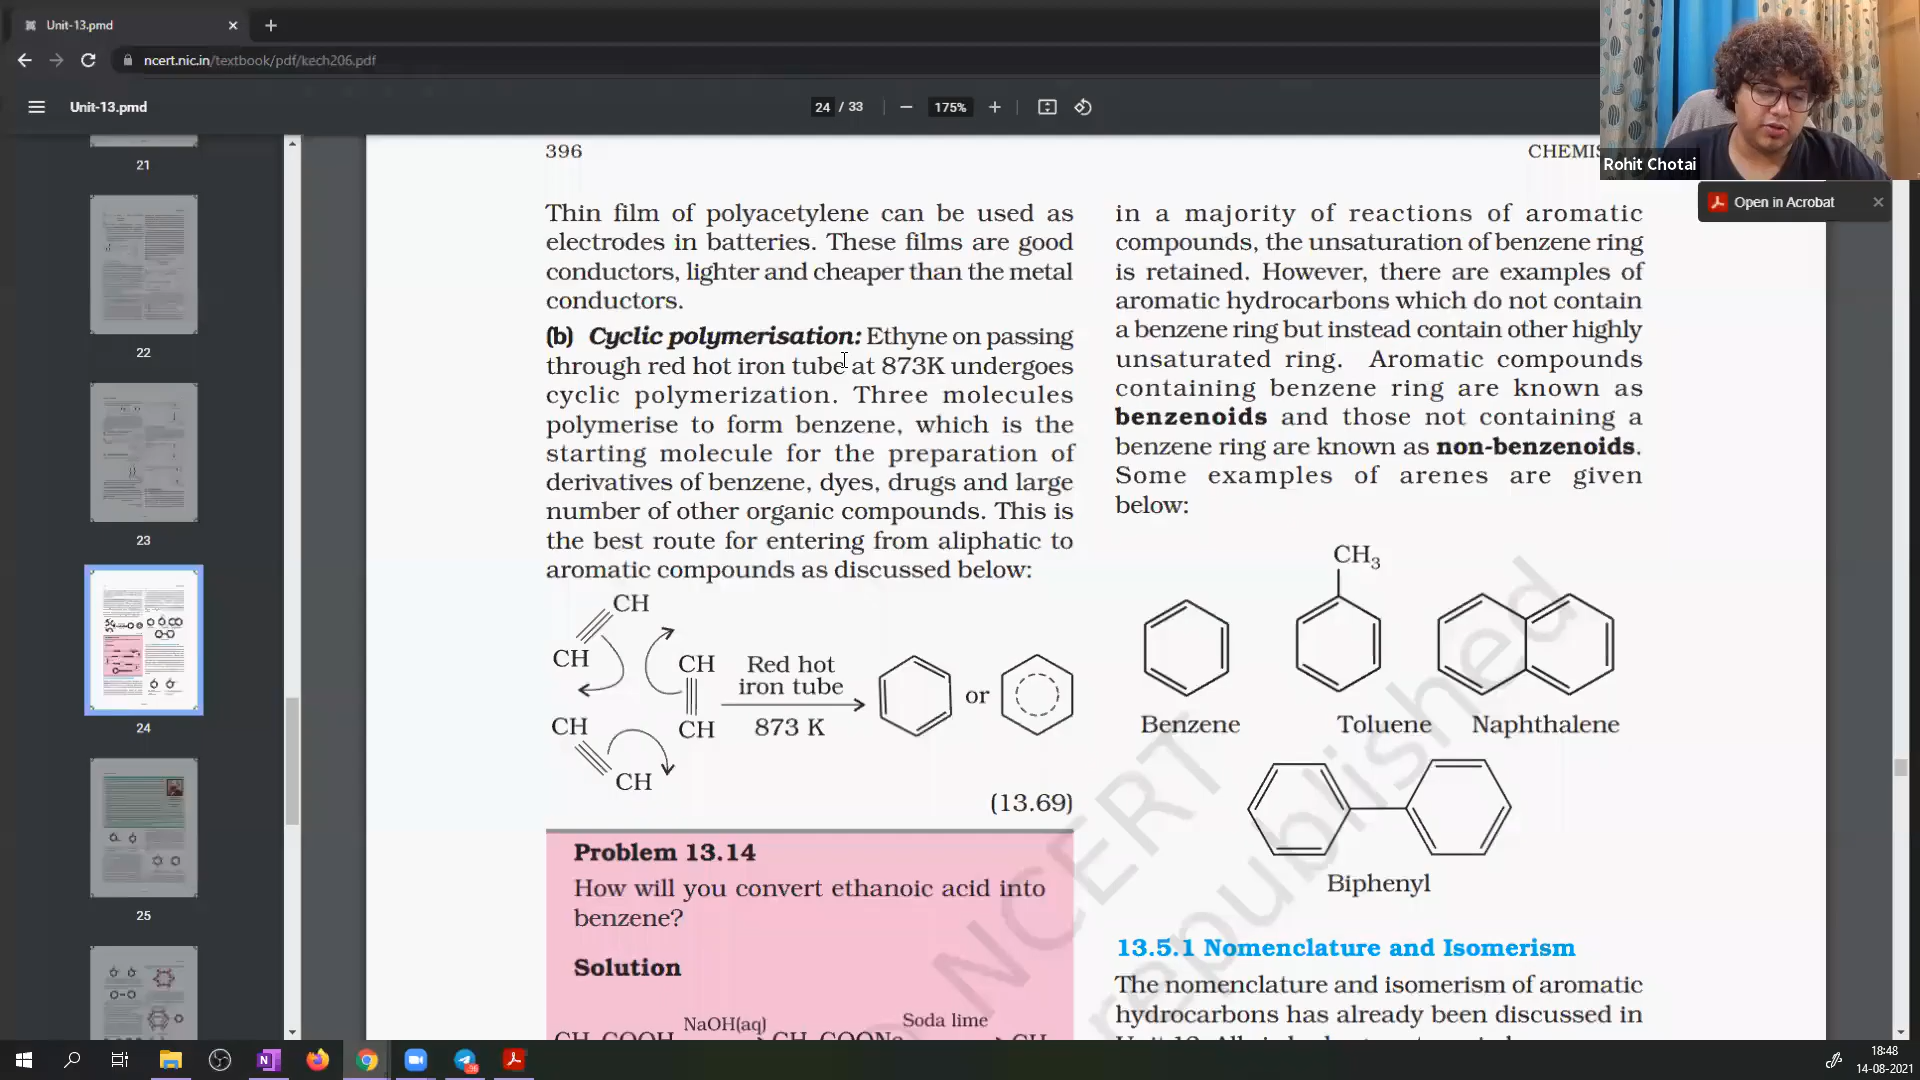 Unit-13.pmd
ncert.nic.in/textbook/pdf/kech206.pdf
Unit-13.pmd
24 / 33
175%
Rohit Chotai
Open in Acrobat
21
22
23
24
25
396
CHEMIS
Thin film of polyacetylene can be used as
electrodes in batteries. These films are good
conductors, lighter and cheaper than the metal
conductors.
(b) Cyclic polymerisation: Ethyne on passing
through red hot iron tube at 873K undergoes
cyclic polymerization. Three molecules
polymerise to form benzene, which is the
starting molecule for the preparation of
derivatives of benzene, dyes, drugs and large
number of other organic compounds. This is
the best route for entering from aliphatic to
aromatic compounds as discussed below:
CH
CH
CH
CH
CH
CH
Red hot
iron tube
873 K
or
(13.69)
Problem 13.14
How will you convert ethanoic acid into
benzene?
Solution
NaOH(aq)
Soda lime
in a majority of reactions of aromatic
compounds, the unsaturation of benzene ring
is retained. However, there are examples of
aromatic hydrocarbons which do not contain
a benzene ring but instead contain other highly
unsaturated ring. Aromatic compounds
containing benzene ring are known as
benzenoids and those not containing a
benzene ring are known as non-benzenoids.
Some examples of arenes are given
below:
CH₃
Benzene
Toluene
Naphthalene
Biphenyl
13.5.1 Nomenclature and Isomerism
The nomenclature and isomerism of aromatic
hydrocarbons has already been discussed in
NCERT
republished
18:48
14-08-2021